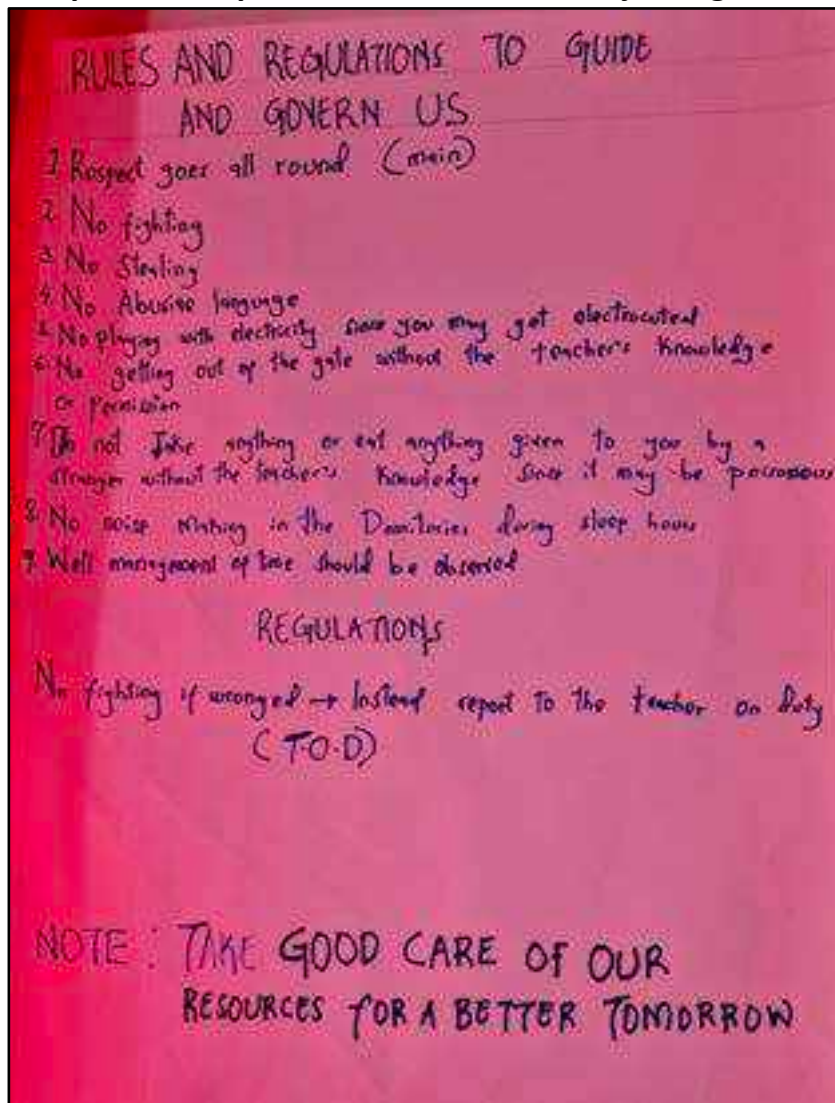 RULES AND REGULATIONS TO GUIDE
AND GOVERN US
1 Respect goes all round (main)
2 No fighting
3 No Stealing
4 No Abusive language
5 No playing with electricity since you may get electrocuted
6 No getting out of the gate without the teacher's Knowledge
or Permission
7 Do not Take anything or eat anything given to you by a
stranger without the teacher's Knowledge Since it may be
8 No noise Making in the during sleep hours
9 Well management of time should be observed
REGULATIONS
No fighting if wronged → Instead report to the teacher on duty
(T.O.D)
NOTE : TAKE GOOD CARE OF OUR
RESOURCES FOR A BETTER TOMORROW